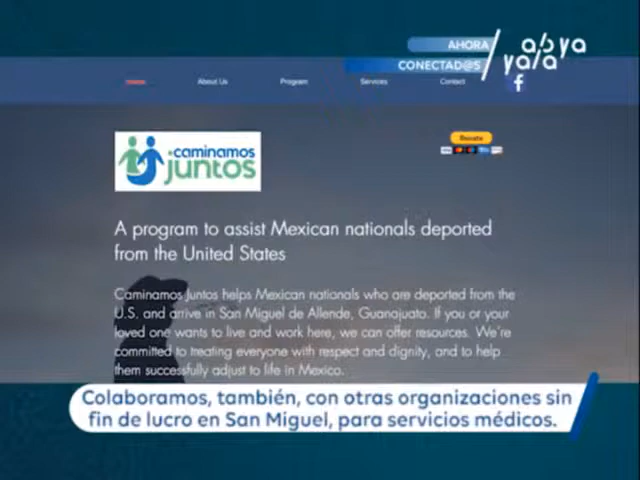 AHORA
CONECTAD@S
abya
yala
Home
About Us
Program
Services
Contact
f
caminamos
juntos
Donate
A program to assist Mexican nationals deported
from the United States
Caminamos Juntos helps Mexican nationals who are deported from the
U.S. and arrive in San Miguel de Allende, Guanajuato. If you or your
loved one wants to live and work here, we can offer resources. We're
committed to treating everyone with respect and dignity, and to help
them successfully adjust to life in Mexico.
Colaboramos, también, con otras organizaciones sin
fin de lucro en San Miguel, para servicios médicos.